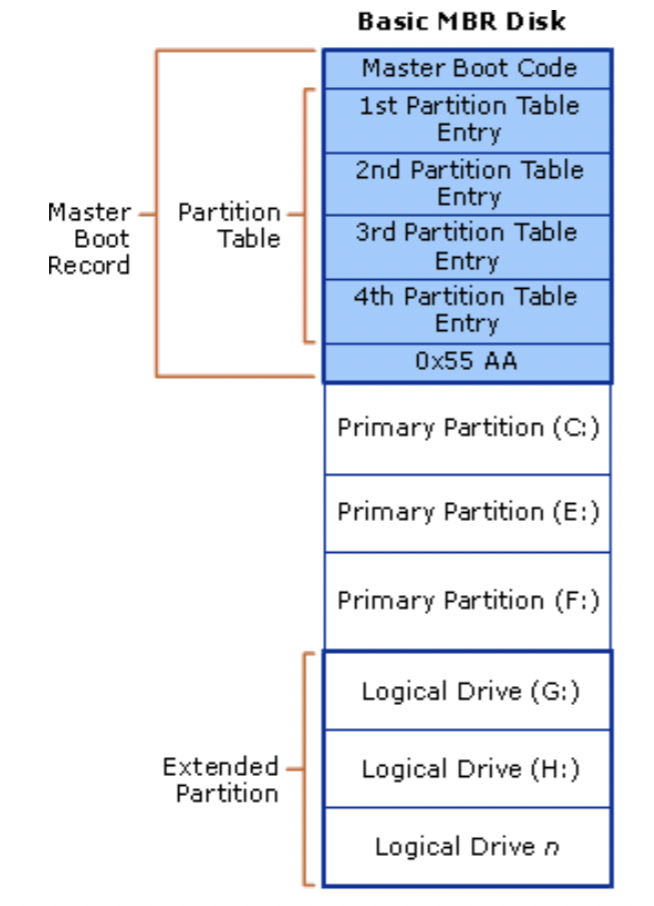 Basic MBR Disk
Master Boot Code
1st Partition Table
Entry
2nd Partition Table
Entry
3rd Partition Table
Entry
4th Partition Table
Entry
0x55 AA
Master
Boot
Record
Partition
Table
Primary Partition (C:)
Primary Partition (E:)
Primary Partition (F:)
Logical Drive (G:)
Logical Drive (H:)
Logical Drive n
Extended
Partition